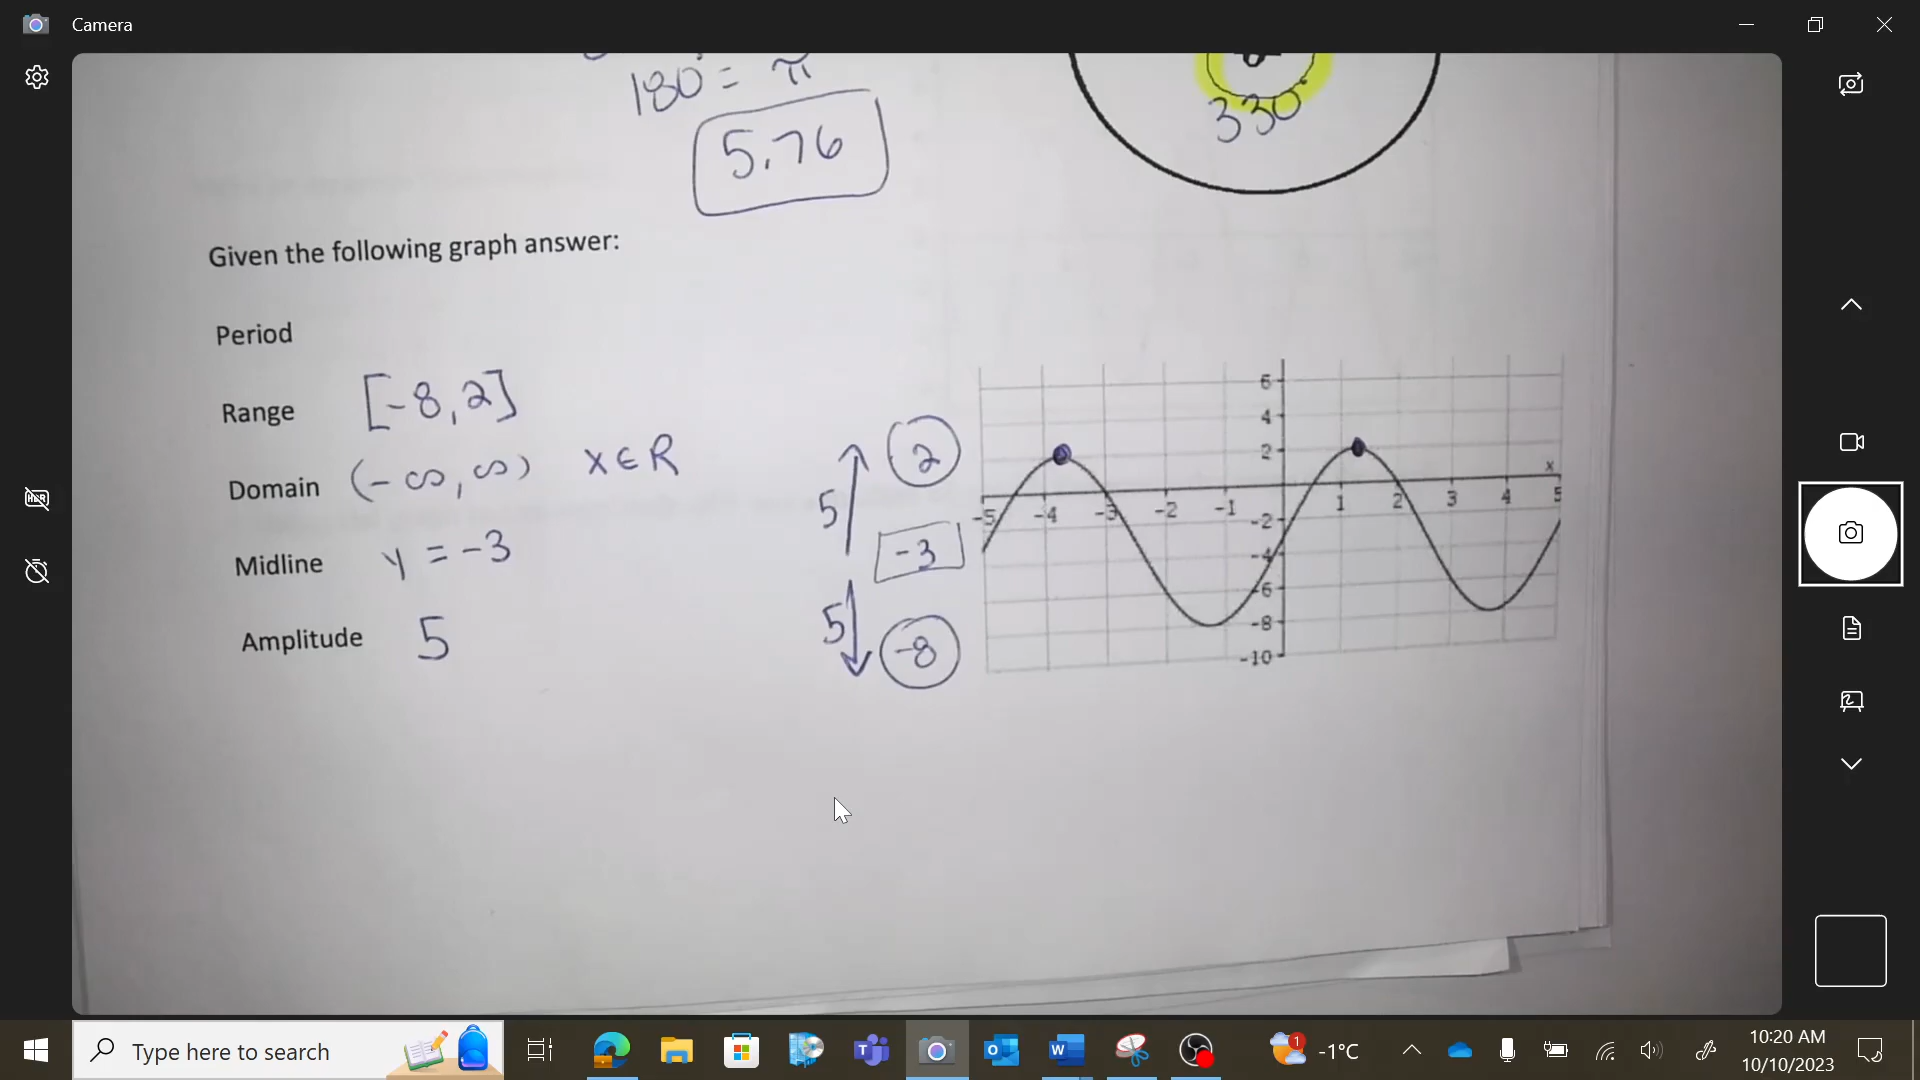 Camera
180° = π
5.76
330°
Given the following graph answer:
Period
Range [-8, 2]
Domain (-∞, ∞) x ∈ R
Midline y = -3
Amplitude 5
2
5
-3
5
-8
6
4
2
x
-5 -4 -3 -2 -1 1 2 3 4 5
-2
-4
-6
-8
-10
Type here to search
1
-1°C
10:20 AM
10/10/2023